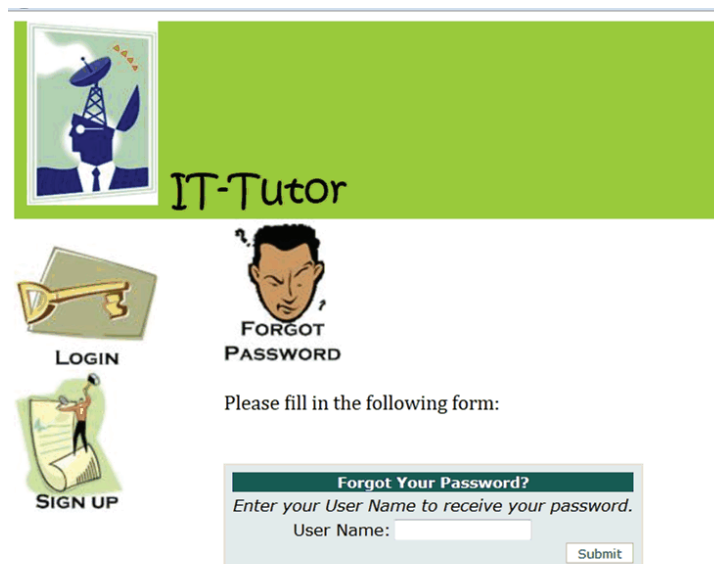 IT-Tutor
LOGIN
SIGN UP
FORGOT
PASSWORD
Please fill in the following form:
Forgot Your Password?
Enter your User Name to receive your password.
User Name:
Submit